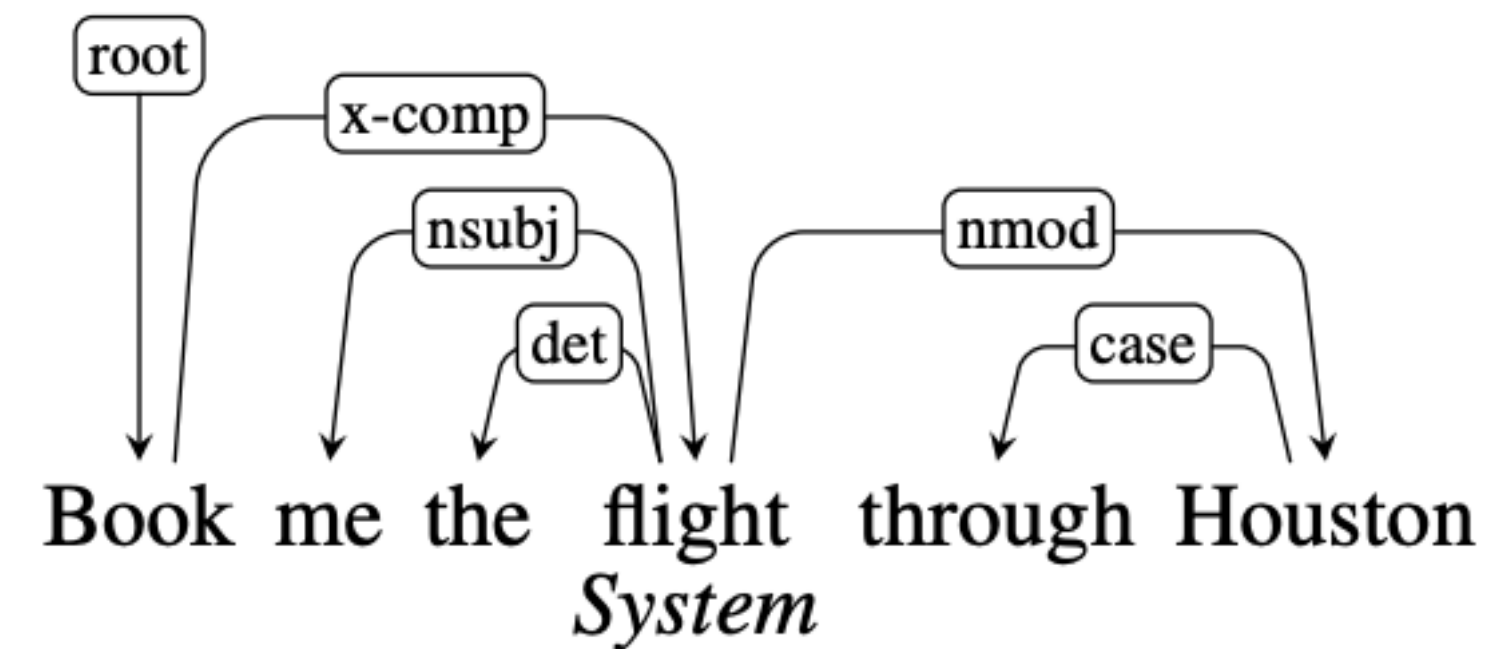 root
x-comp
nsubj
nmod
det
case
Book me the flight through Houston
System